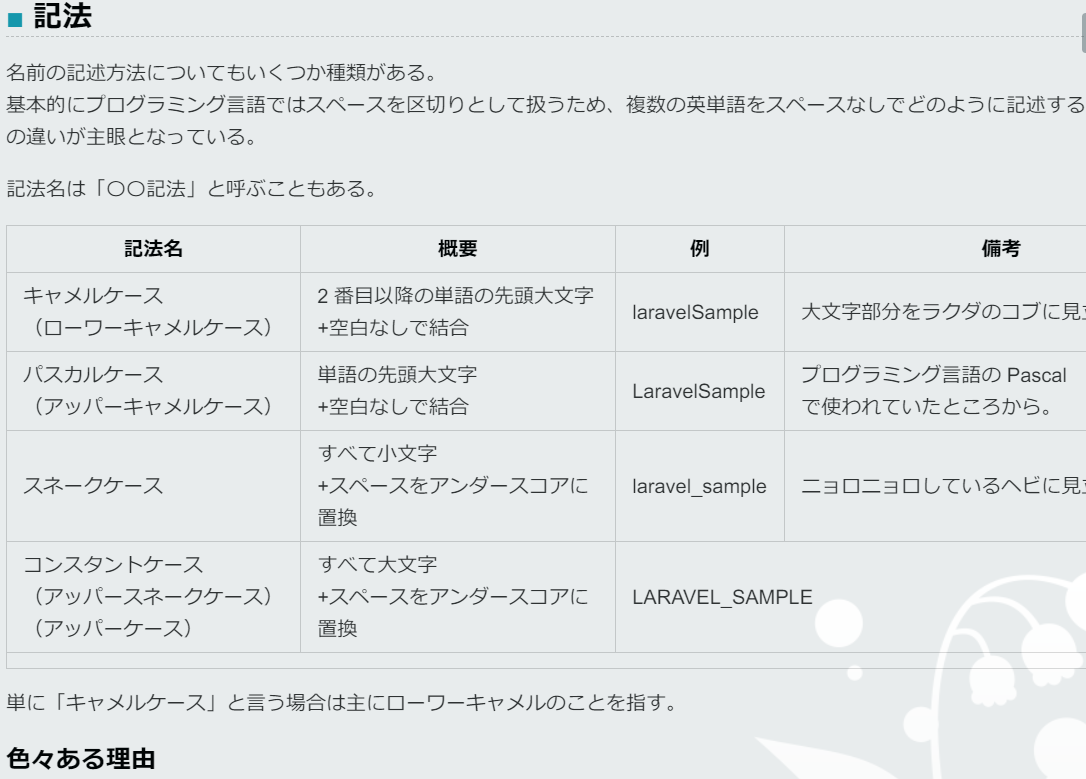 記法
名前の記述方法についてもいくつか種類がある。
基本的にプログラミング言語ではスペースを区切りとして扱うため、複数の英単語をスペースなしでどのように記述する
の違いが主眼となっている。
記法名は「〇〇記法」と呼ぶこともある。
記法名 概要 例 備考
キャメルケース
（ローワーキャメルケース）
2 番目以降の単語の先頭大文字
+空白なしで結合
laravelSample
大文字部分をラクダのコブに見
パスカルケース
（アッパーキャメルケース）
単語の先頭大文字
+空白なしで結合
LaravelSample
プログラミング言語の Pascal
で使われていたところから。
スネークケース
すべて小文字
+スペースをアンダースコアに
置換
laravel_sample
ニョロニョロしているヘビに見
コンスタントケース
（アッパースネークケース）
（アッパーケース）
すべて大文字
+スペースをアンダースコアに
置換
LARAVEL_SAMPLE
単に「キャメルケース」と言う場合は主にローワーキャメルのことを指す。
色々ある理由